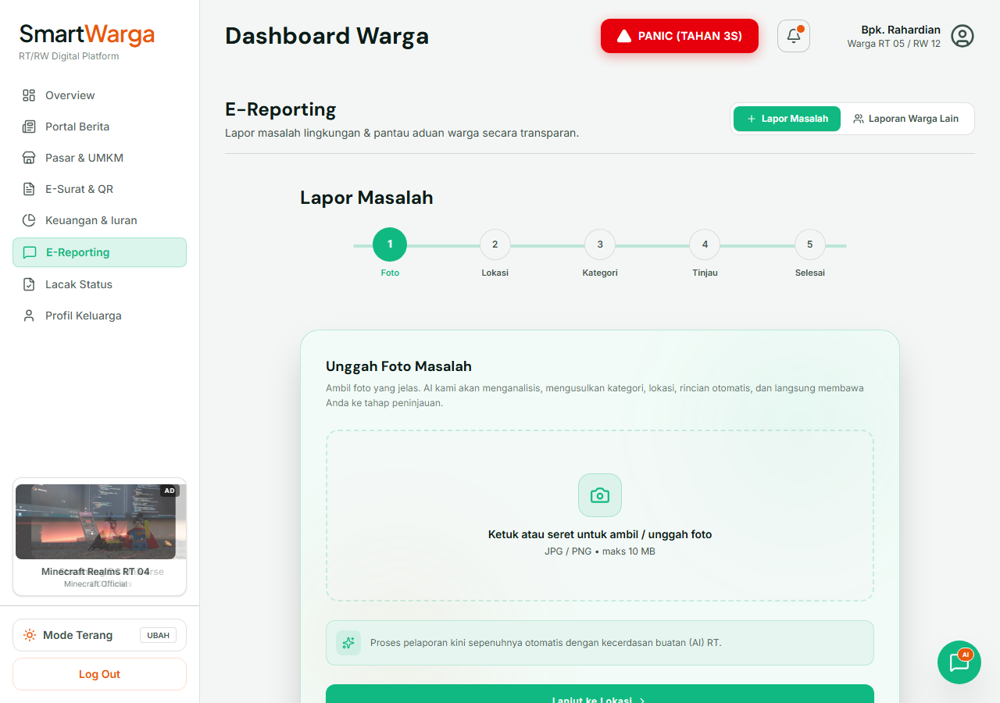 SmartWarga
RT/RW Digital Platform
Overview
Portal Berita
Pasar & UMKM
E-Surat & QR
Keuangan & Iuran
E-Reporting
Lacak Status
Profil Keluarga
AD
Minecraft Realms RT 04
Minecraft Official
Mode Terang
UBAH
Log Out
Dashboard Warga
PANIC (TAHAN 3S)
Bpk. Rahardian
Warga RT 05 / RW 12
E-Reporting
Lapor masalah lingkungan & pantau aduan warga secara transparan.
Lapor Masalah
Laporan Warga Lain
Lapor Masalah
1
2
3
4
5
Foto
Lokasi
Kategori
Tinjau
Selesai
Unggah Foto Masalah
Ambil foto yang jelas. AI kami akan menganalisis, mengusulkan kategori, lokasi, rincian otomatis, dan langsung membawa
Anda ke tahap peninjauan.
Ketuk atau seret untuk ambil / unggah foto
JPG / PNG • maks 10 MB
Proses pelaporan kini sepenuhnya otomatis dengan kecerdasan buatan (AI) RT.
Lanjut ke Lokasi
AI